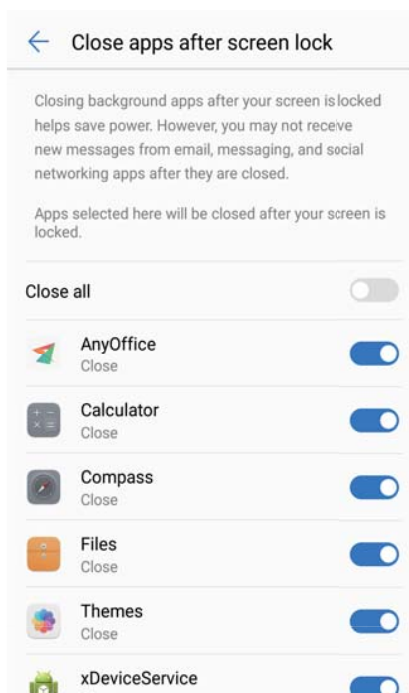 Close apps after screen lock
Closing background apps after your screen is locked
helps save power. However, you may not receive
new messages from email, messaging, and social
networking apps after they are closed.
Apps selected here will be closed after your screen is
locked.
Close all
AnyOffice
Close
Calculator
Close
Compass
Close
Files
Close
Themes
Close
xDeviceService